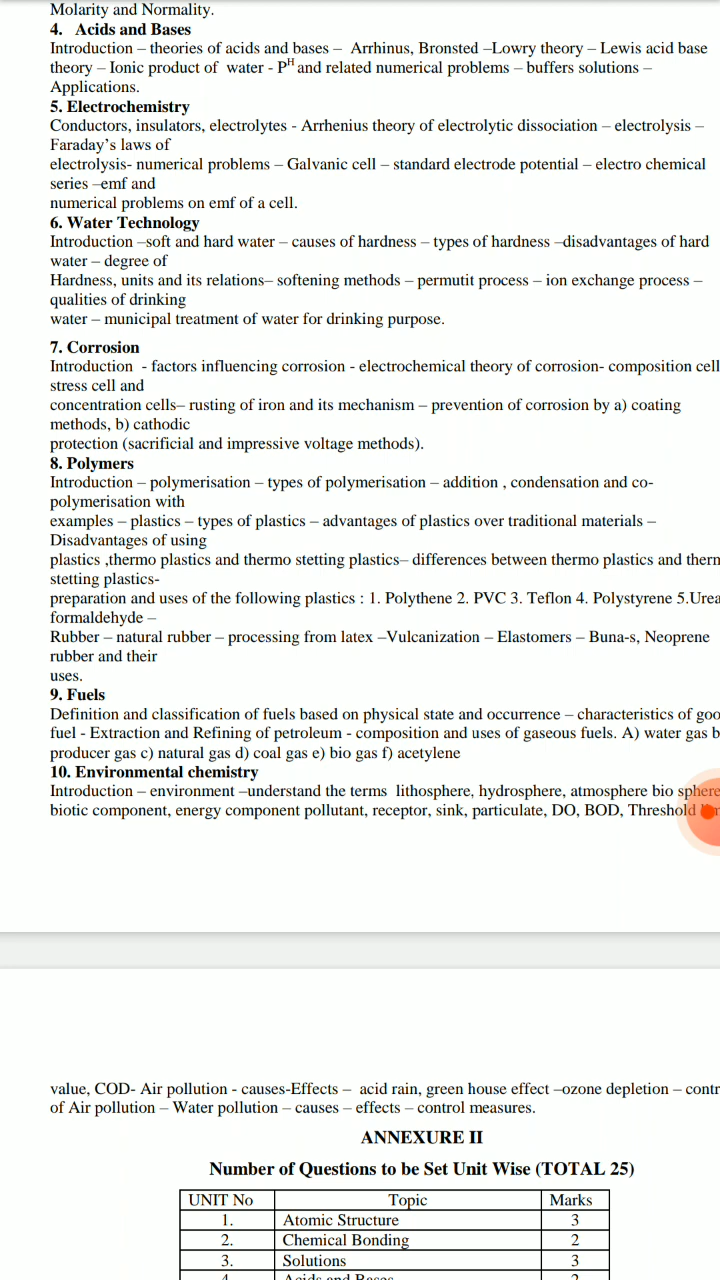 Molarity and Normality.
4. Acids and Bases
Introduction – theories of acids and bases – Arrhinus, Bronsted –Lowry theory – Lewis acid base
theory – Ionic product of water - P^H and related numerical problems – buffers solutions –
Applications.
5. Electrochemistry
Conductors, insulators, electrolytes - Arrhenius theory of electrolytic dissociation – electrolysis –
Faraday's laws of
electrolysis- numerical problems – Galvanic cell – standard electrode potential – electro chemical
series –emf and
numerical problems on emf of a cell.
6. Water Technology
Introduction –soft and hard water – causes of hardness – types of hardness –disadvantages of hard
water – degree of
Hardness, units and its relations– softening methods – permutit process – ion exchange process –
qualities of drinking
water – municipal treatment of water for drinking purpose.
7. Corrosion
Introduction - factors influencing corrosion - electrochemical theory of corrosion- composition cell
stress cell and
concentration cells– rusting of iron and its mechanism – prevention of corrosion by a) coating
methods, b) cathodic
protection (sacrificial and impressive voltage methods).
8. Polymers
Introduction – polymerisation – types of polymerisation – addition , condensation and co-
polymerisation with
examples – plastics – types of plastics – advantages of plastics over traditional materials –
Disadvantages of using
plastics ,thermo plastics and thermo stetting plastics– differences between thermo plastics and therm
stetting plastics-
preparation and uses of the following plastics : 1. Polythene 2. PVC 3. Teflon 4. Polystyrene 5.Urea
formaldehyde –
Rubber – natural rubber – processing from latex –Vulcanization – Elastomers – Buna-s, Neoprene
rubber and their
uses.
9. Fuels
Definition and classification of fuels based on physical state and occurrence – characteristics of goo
fuel - Extraction and Refining of petroleum - composition and uses of gaseous fuels. A) water gas b
producer gas c) natural gas d) coal gas e) bio gas f) acetylene
10. Environmental chemistry
Introduction – environment –understand the terms lithosphere, hydrosphere, atmosphere bio sphere
biotic component, energy component pollutant, receptor, sink, particulate, DO, BOD, Threshold
value, COD- Air pollution - causes-Effects – acid rain, green house effect –ozone depletion – contr
of Air pollution – Water pollution – causes – effects – control measures.
ANNEXURE II
Number of Questions to be Set Unit Wise (TOTAL 25)
UNIT No Topic Marks
1. Atomic Structure 3
2. Chemical Bonding 2
3. Solutions 3
4. Acids and Bases 2